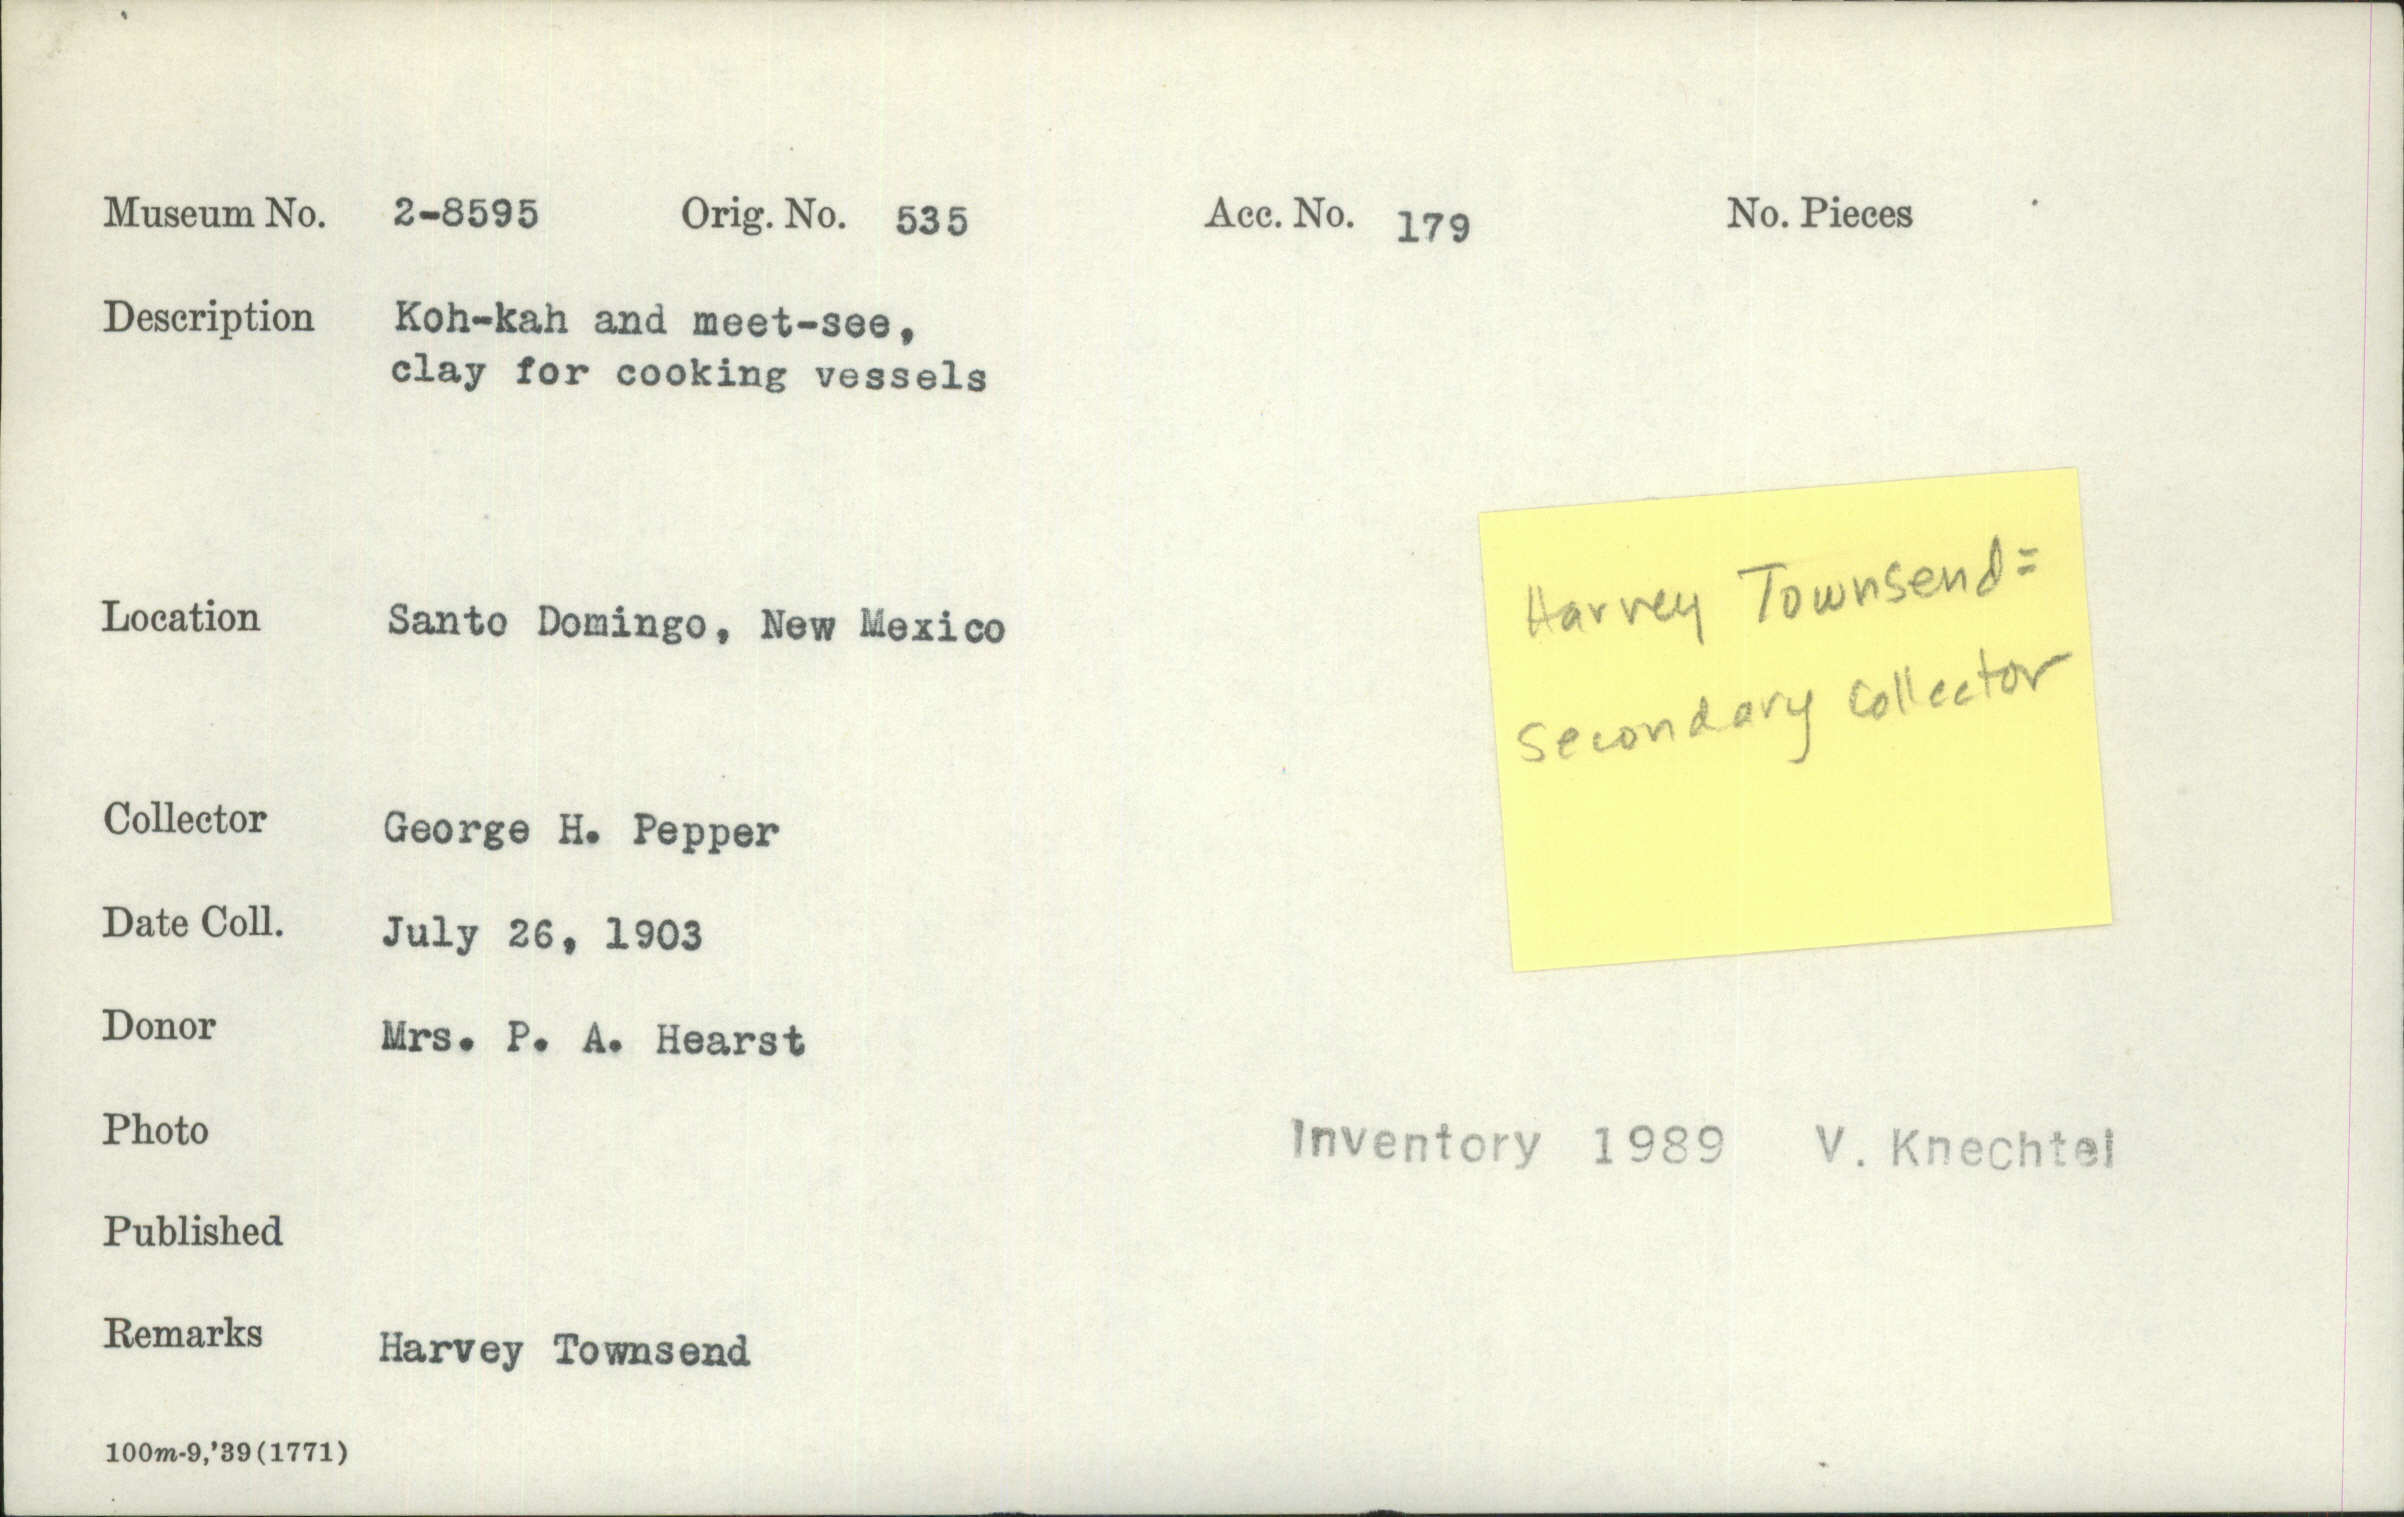 Museum No. 2-8595 Orig. No. 535 Acc. No. 179 No. Pieces
Description Koh-kah and meet-see,
clay for cooking vessels
Harvey Townsend=
Secondary Collector
Location Santo Domingo, New Mexico
Collector George H. Pepper
Date Coll. July 26, 1903
Donor Mrs. P. A. Hearst
Photo
Inventory 1989 V. Knechtel
Published
Remarks Harvey Townsend
100m-9,'39(1771)